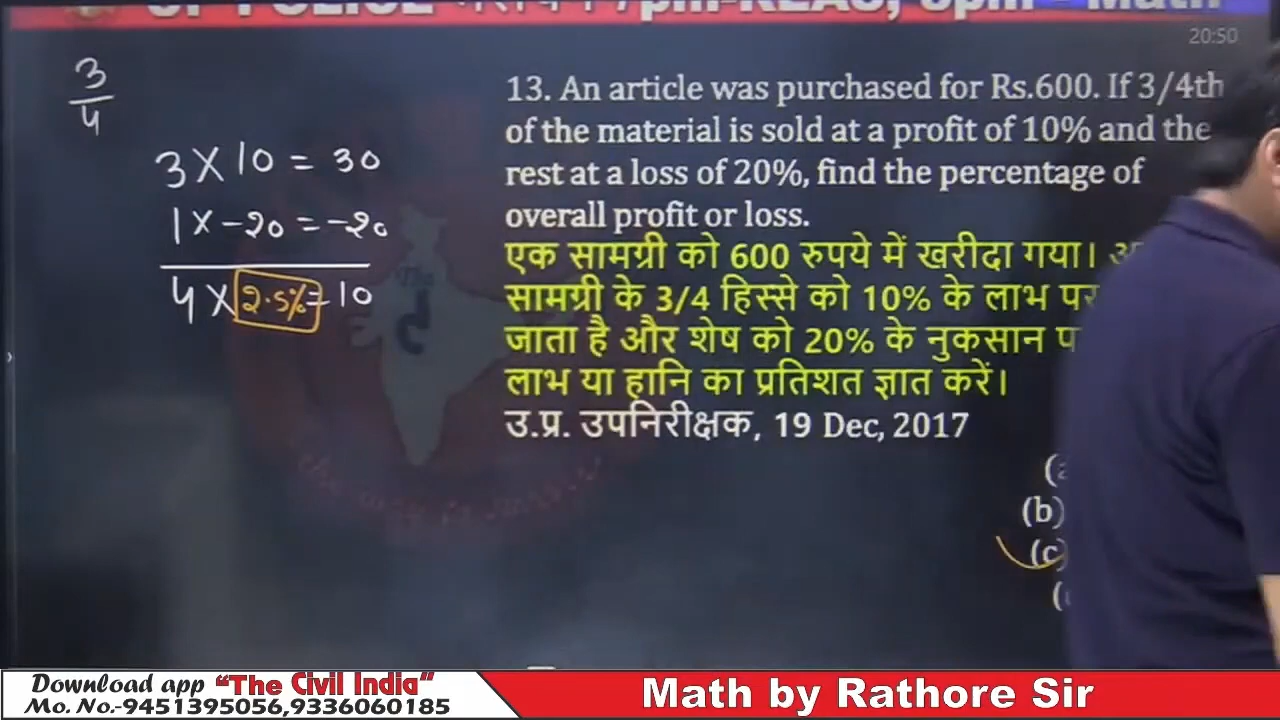 20:50
3
4
3 X 10 = 30
1 X -20 = -20
4 X 2.5% = 10
13. An article was purchased for Rs.600. If 3/4th
of the material is sold at a profit of 10% and the
rest at a loss of 20%, find the percentage of
overall profit or loss.
एक सामग्री को 600 रुपये में खरीदा गया।
सामग्री के 3/4 हिस्से को 10% के लाभ पर
जाता है और शेष को 20% के नुकसान
लाभ या हानि का प्रतिशत ज्ञात करें।
उ.प्र. उपनिरीक्षक, 19 Dec, 2017
(b)
(c)
Download app "The Civil India"
Mo. No.-9451395056,9336060185
Math by Rathore Sir